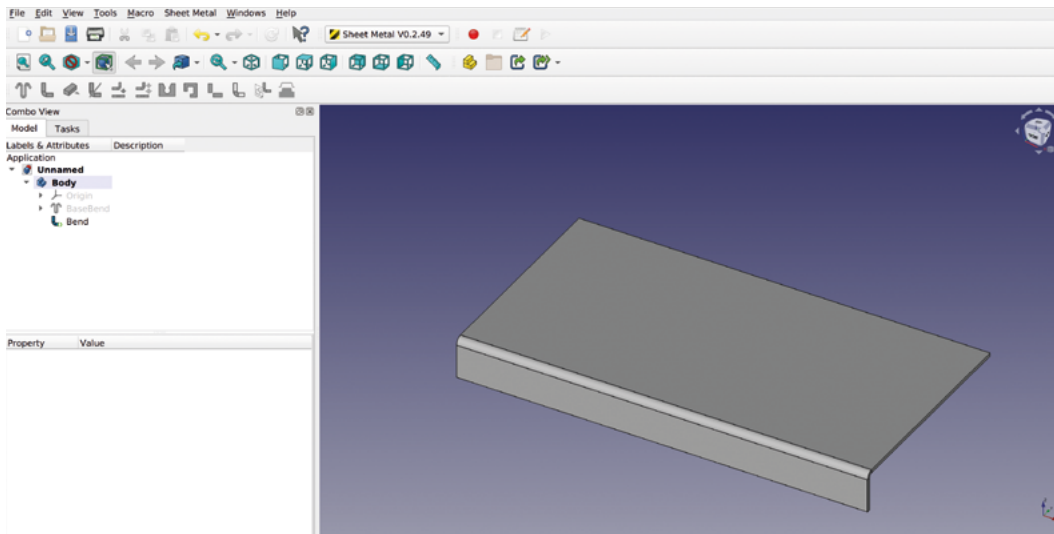 File Edit View Tools Macro Sheet Metal Windows Help
Sheet Metal V0.2.49
Combo View
Model Tasks
Labels & Attributes Description
Application
Unnamed
Body
Origin
BaseBend
Bend
Property Value